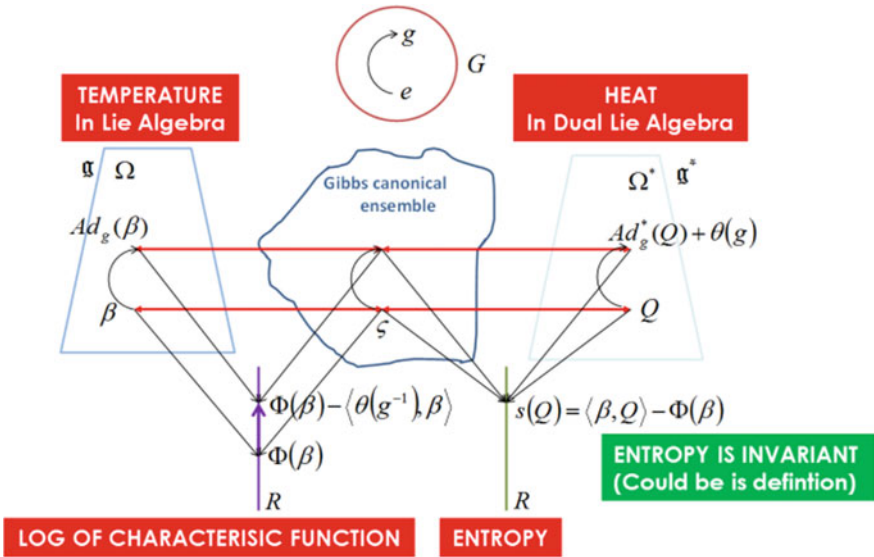 g
G
e
TEMPERATURE
In Lie Algebra
HEAT
In Dual Lie Algebra
𝔤 Ω
Gibbs canonical
ensemble
Ω* 𝔤*
Ad_g(β)
Ad*_g(Q) + θ(g)
β
ς
Q
Φ(β) − ⟨θ(g⁻¹), β⟩
s(Q) = ⟨β, Q⟩ − Φ(β)
Φ(β)
ENTROPY IS INVARIANT
(Could be is defintion)
R
R
LOG OF CHARACTERISC FUNCTION
ENTROPY